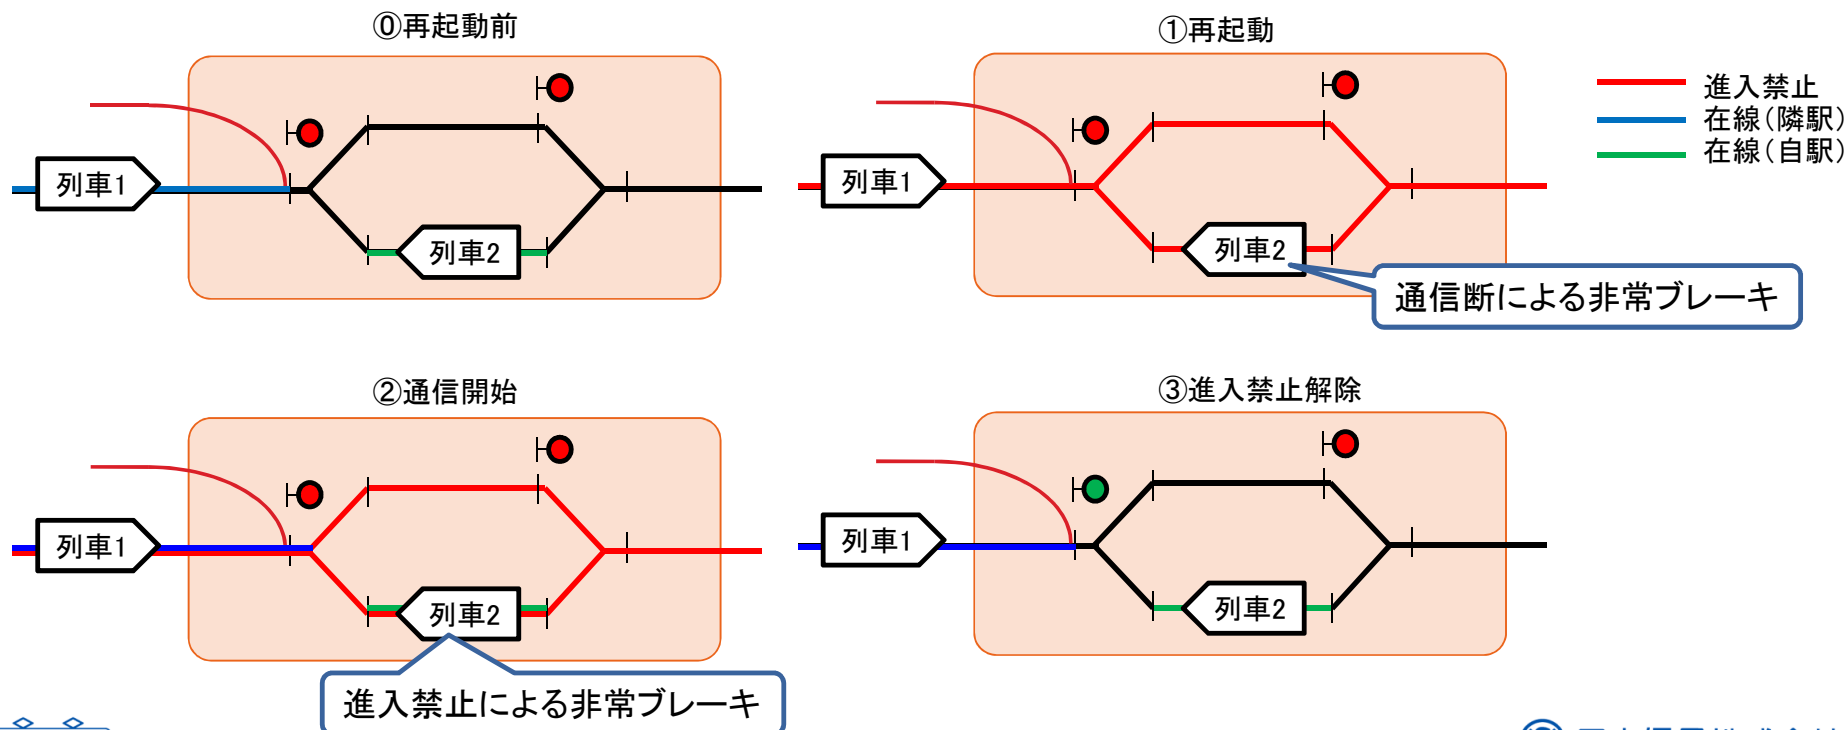 ⓪再起動前
列車1
列車2
①再起動
列車1
列車2
通信断による非常ブレーキ
進入禁止
在線(隣駅)
在線(自駅)
②通信開始
列車1
列車2
進入禁止による非常ブレーキ
③進入禁止解除
列車1
列車2